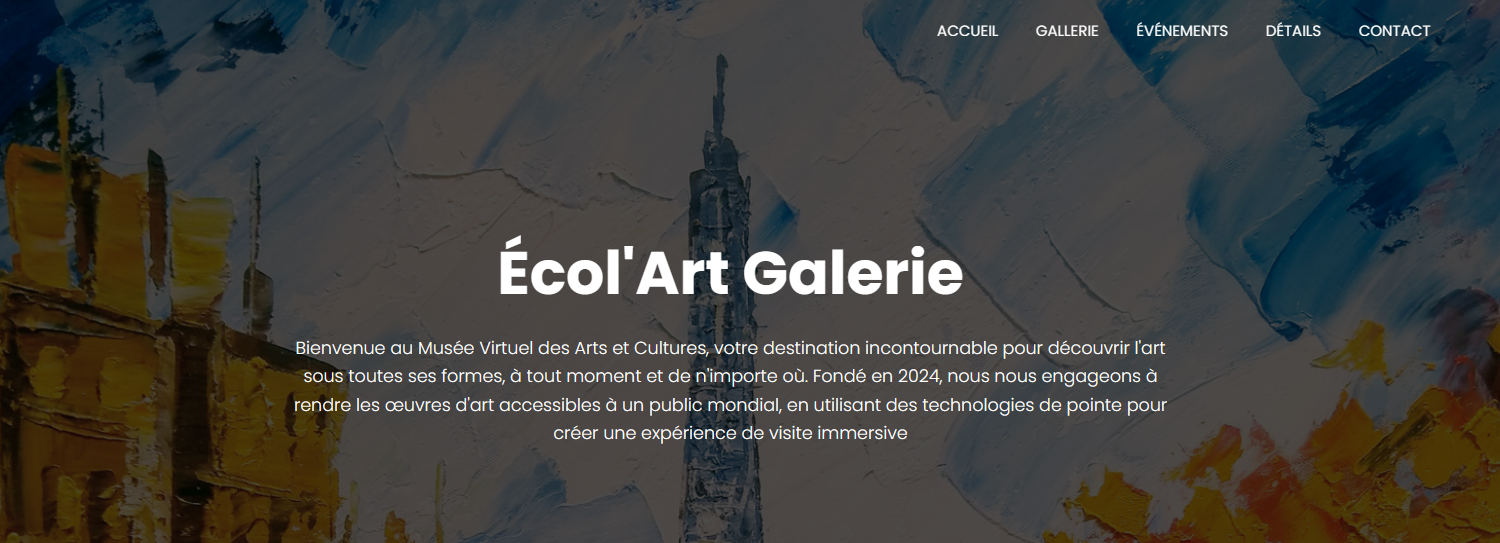 ACCUEIL GALLERIE ÉVÉNEMENTS DÉTAILS CONTACT
Écol'Art Galerie
Bienvenue au Musée Virtuel des Arts et Cultures, votre destination incontournable pour découvrir l'art
sous toutes ses formes, à tout moment et de n'importe où. Fondé en 2024, nous nous engageons à
rendre les œuvres d'art accessibles à un public mondial, en utilisant des technologies de pointe pour
créer une expérience de visite immersive